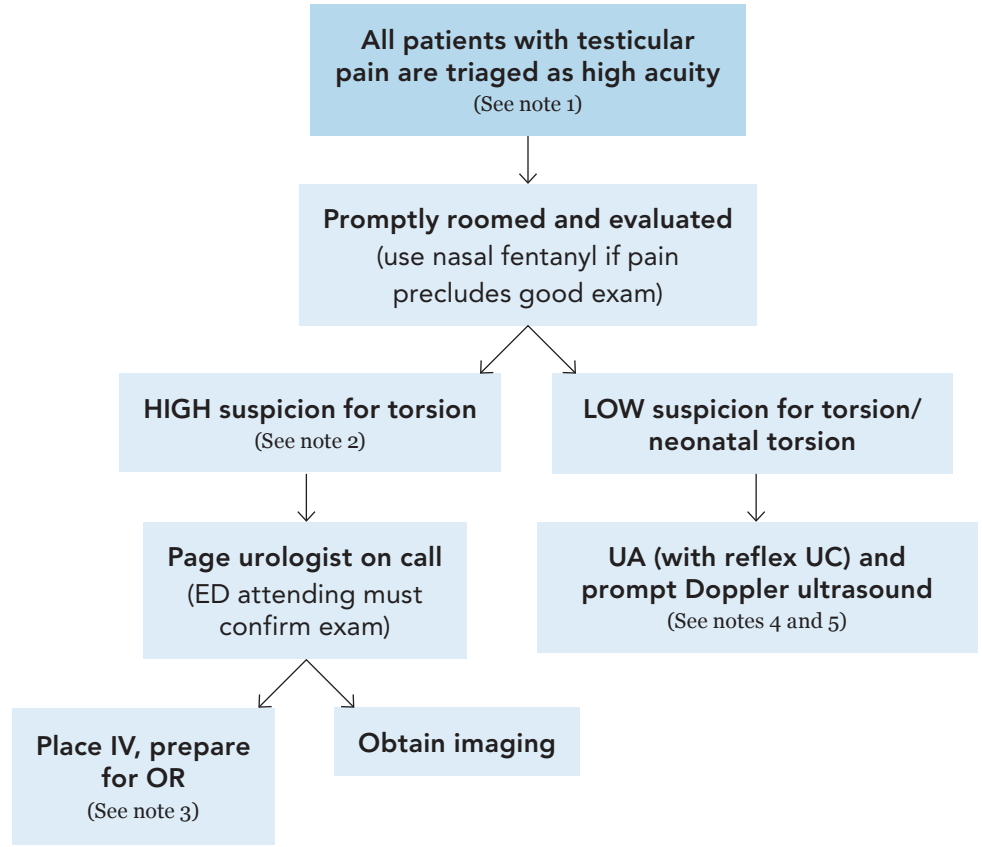 All patients with testicular
pain are triaged as high acuity
(See note 1)
Promptly roomed and evaluated
(use nasal fentanyl if pain
precludes good exam)
HIGH suspicion for torsion
(See note 2)
LOW suspicion for torsion/
neonatal torsion
Page urologist on call
(ED attending must
confirm exam)
UA (with reflex UC) and
prompt Doppler ultrasound
(See notes 4 and 5)
Place IV, prepare
for OR
(See note 3)
Obtain imaging